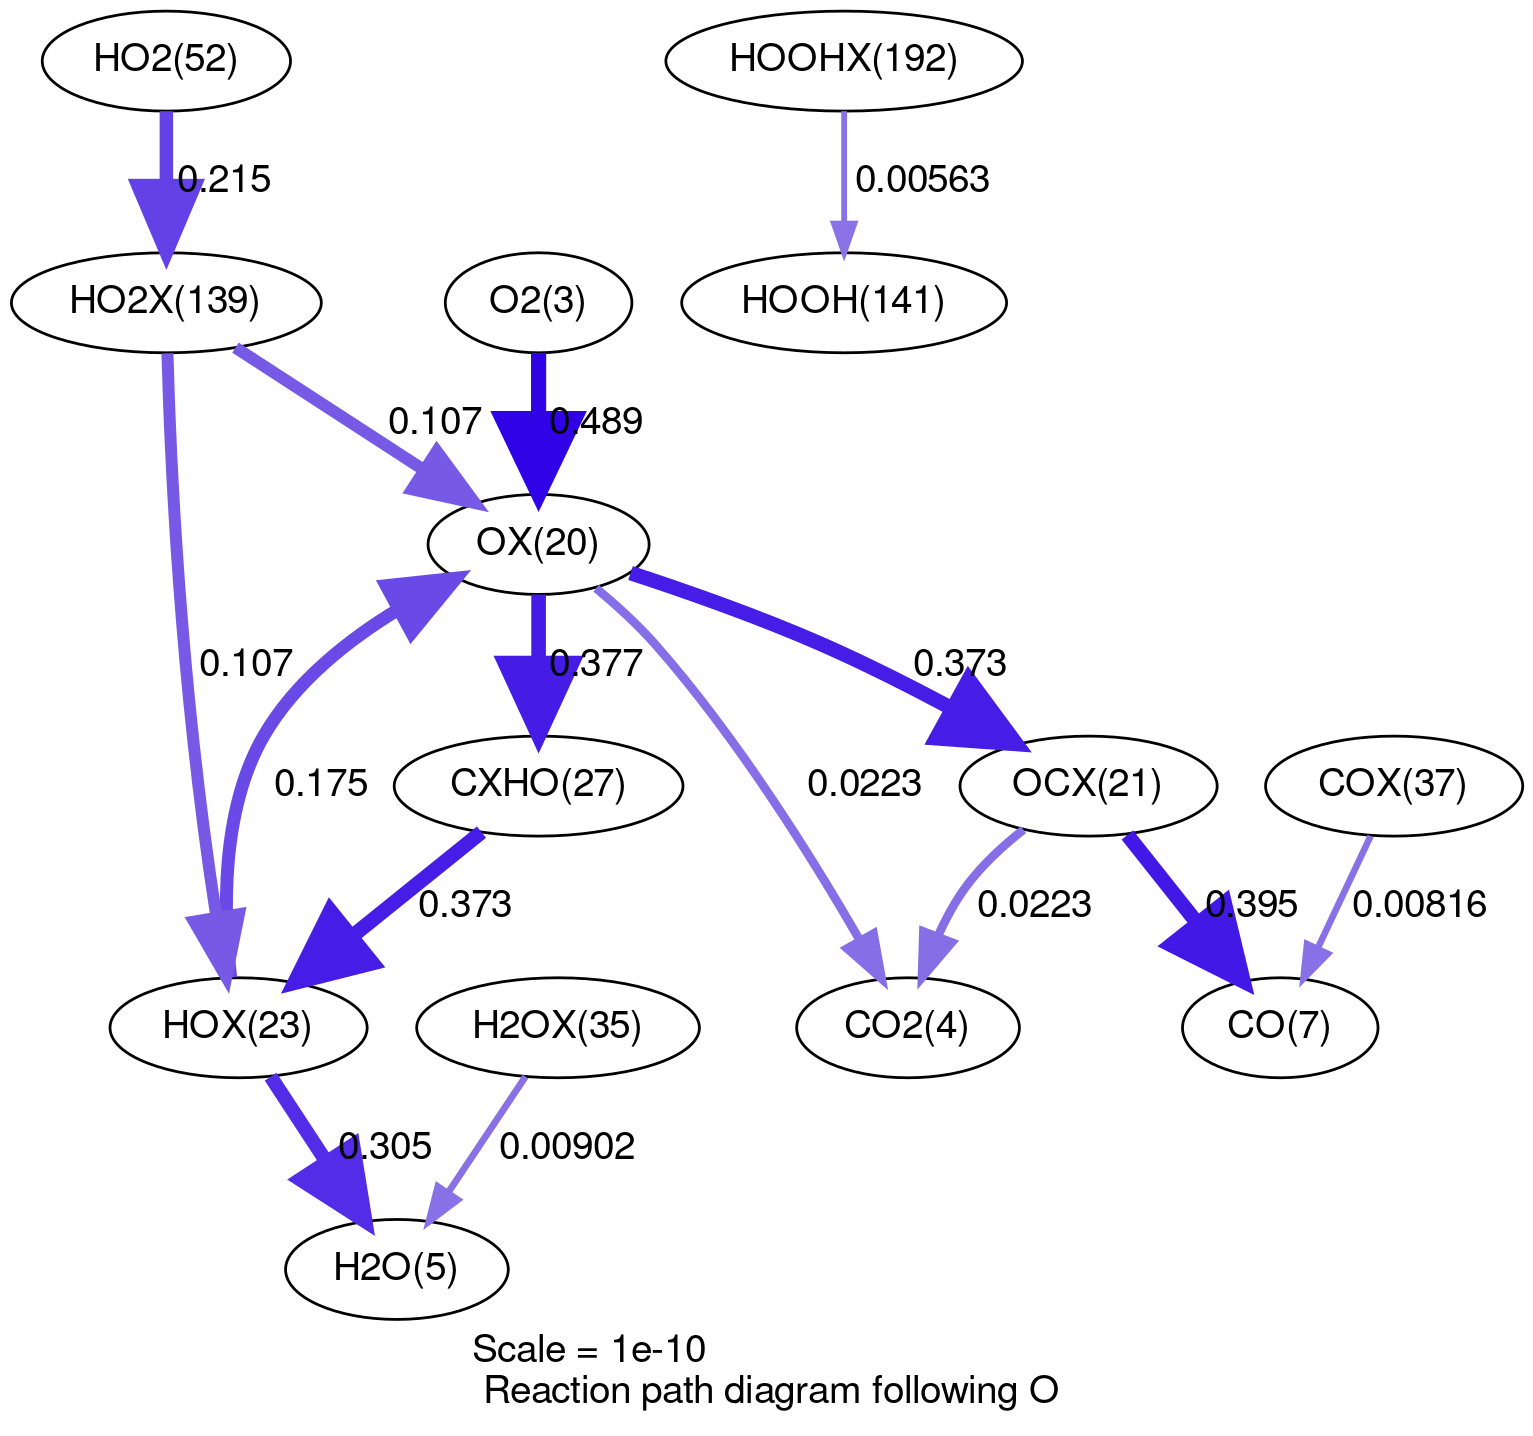 HO2(52)
HOOHX(192)
0.215
0.00563
HO2X(139)
O2(3)
HOOH(141)
0.107
0.489
OX(20)
0.107
0.377
0.373
0.175
CXHO(27)
0.0223
OCX(21)
COX(37)
0.373
0.0223
0.395
0.00816
HOX(23)
H2OX(35)
CO2(4)
CO(7)
0.305
0.00902
H2O(5)
Scale = 1e-10
Reaction path diagram following O